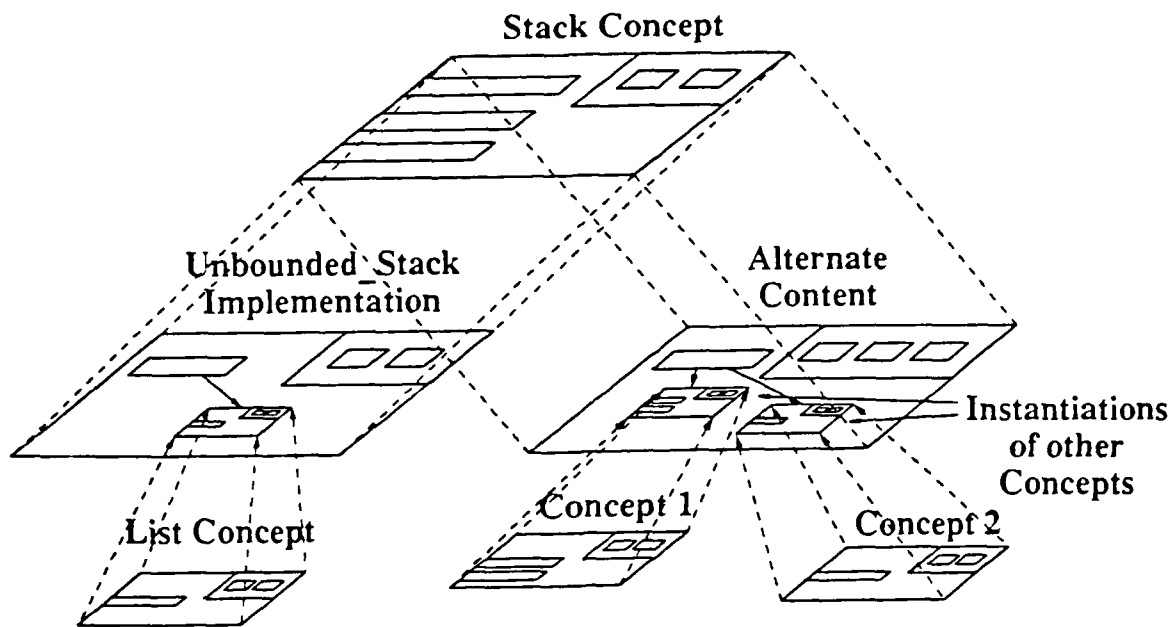 Stack Concept
Unbounded_Stack
Implementation
Alternate
Content
Instantiations
of other
Concepts
List Concept
Concept 1
Concept 2